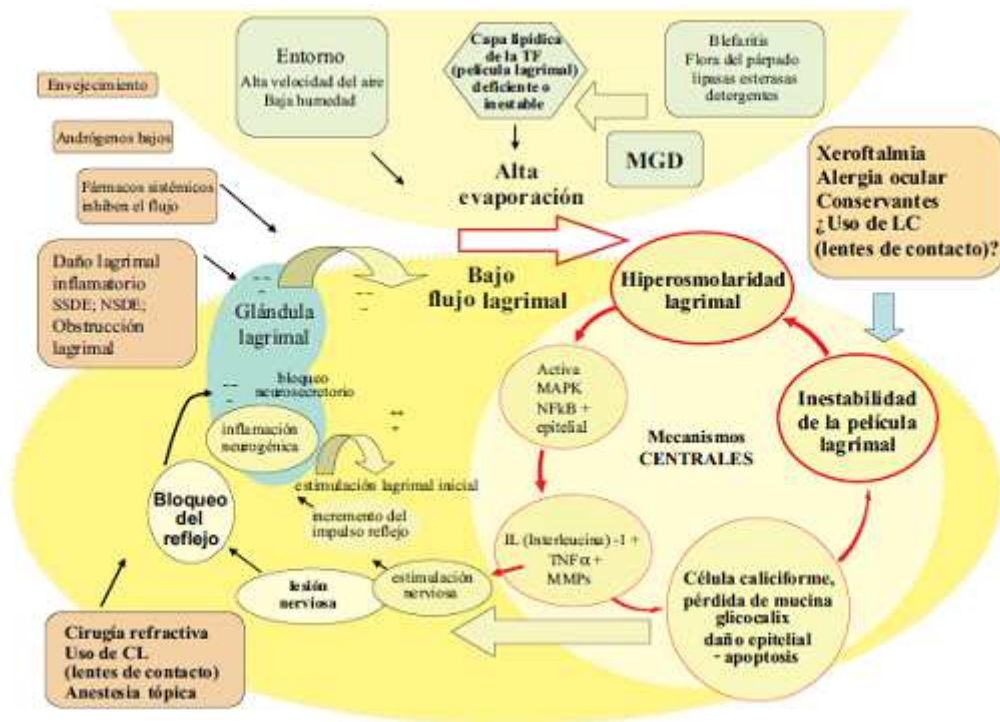 Entorno
Alta velocidad del aire
Baja humedad
Capa lipídica
de la TF
(película lagrimal)
deficiente o
inestable
Blefaritis
Flora del párpado
lipasas esterasas
detergentes
MGD
Envejecimiento
Andrógenos bajos
Fármacos sistémicos
inhiben el flujo
Daño lagrimal
inflamatorio
SSDE; NSDE;
Obstrucción
lagrimal
Alta
evaporación
Xeroftalmia
Alergia ocular
Conservantes
¿Uso de LC
(lentes de contacto)?
Bajo
flujo lagrimal
Hiperosmolaridad
lagrimal
Glándula
lagrimal
-- -
-- -
-- -
bloqueo
neurosecretorio
inflamación
neurogénica
++
+
estimulación lagrimal inicial
incremento del
impulso reflejo
Bloqueo
del
reflejo
lesión
nerviosa
estimulación
nerviosa
Activa
MAPK
NFkB +
epitelial
Mecanismos
CENTRALES
Inestabilidad
de la película
lagrimal
IL (Interleucina) -1 +
TNFα +
MMPs
Célula caliciforme,
pérdida de mucina
glicocalix
daño epitelial
- apoptosis
Cirugía refractiva
Uso de CL
(lentes de contacto)
Anestesia tópica